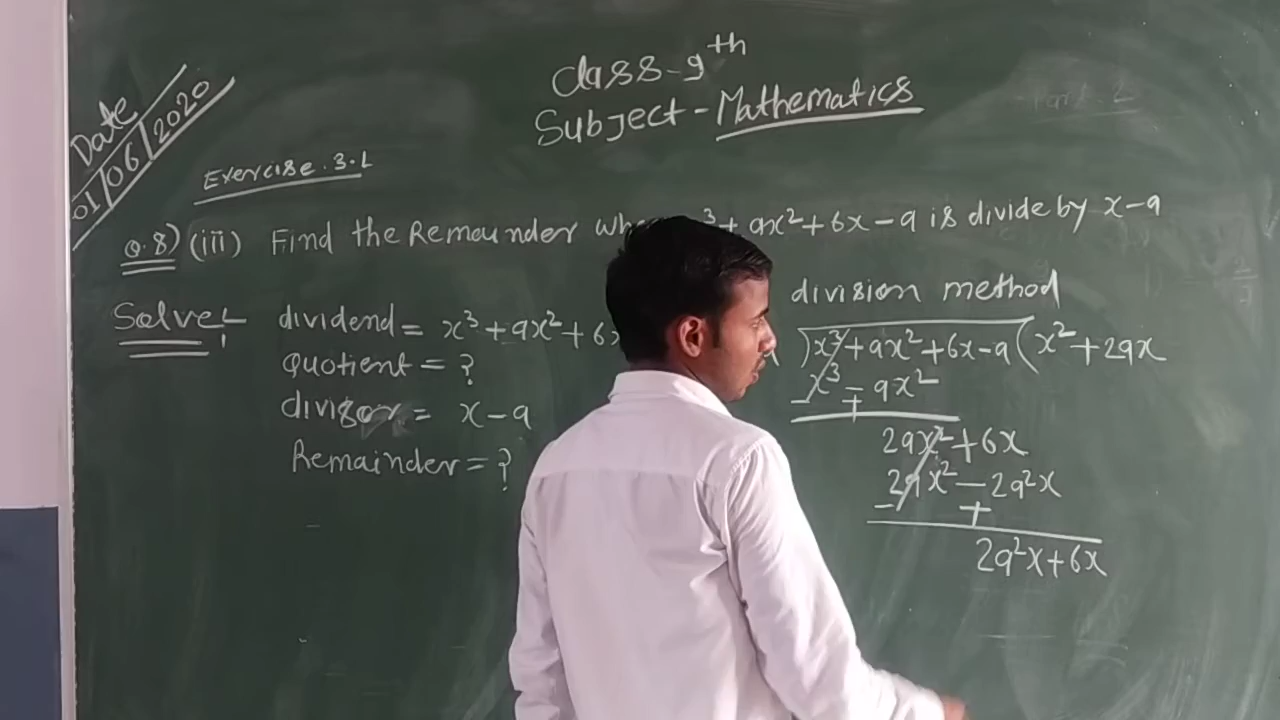 Class-9th
Subject-Mathematics
Date
01/06/2020
Exercise.3.1
Q.8) (iii) Find the Remainder 3+ax²+6x-a is divide by x-a
Solve:- dividend = x³+ax²+6x
Quotient = ?
divisor = x-a
Remainder = ?
division method
)x³+ax²+6x-a(x²+2ax
x³-ax²
- +
2ax²+6x
2ax²-2a²x
- +
2a²x+6x